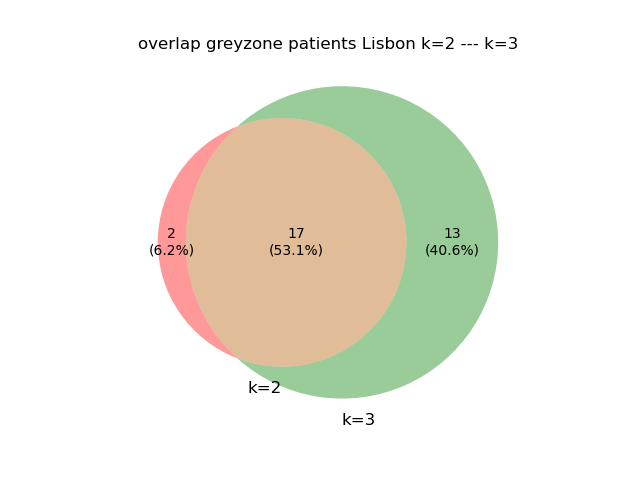 overlap greyzone patients Lisbon k=2 --- k=3
2
(6.2%)
17
(53.1%)
13
(40.6%)
k=2
k=3